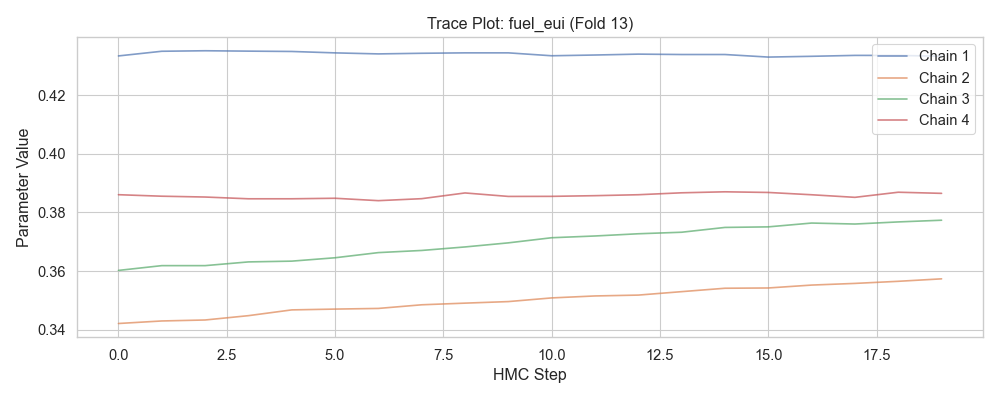 Trace Plot: fuel_eui (Fold 13)
Parameter Value
0.42
0.40
0.38
0.36
0.34
Chain 1
Chain 2
Chain 3
Chain 4
0.0 2.5 5.0 7.5 10.0 12.5 15.0 17.5
HMC Step